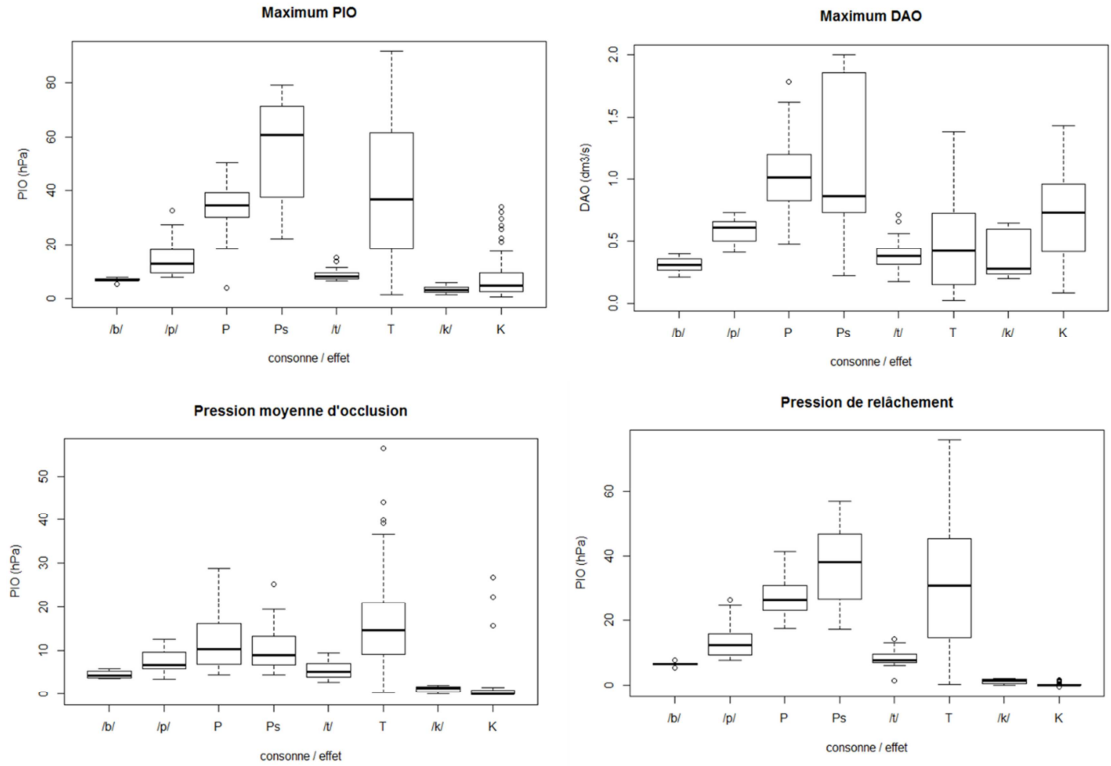 Maximum PIO
PIO (hPa)
80
60
40
20
0
/b/ /p/ P Ps /t/ T /k/ K
consonne / effet
Maximum DAO
DAO (dm3/s)
2.0
1.5
1.0
0.5
0.0
/b/ /p/ P Ps /t/ T /k/ K
consonne / effet
Pression moyenne d'occlusion
PIO (hPa)
50
40
30
20
10
0
/b/ /p/ P Ps /t/ T /k/ K
consonne / effet
Pression de relâchement
PIO (hPa)
60
40
20
0
/b/ /p/ P Ps /t/ T /k/ K
consonne / effet